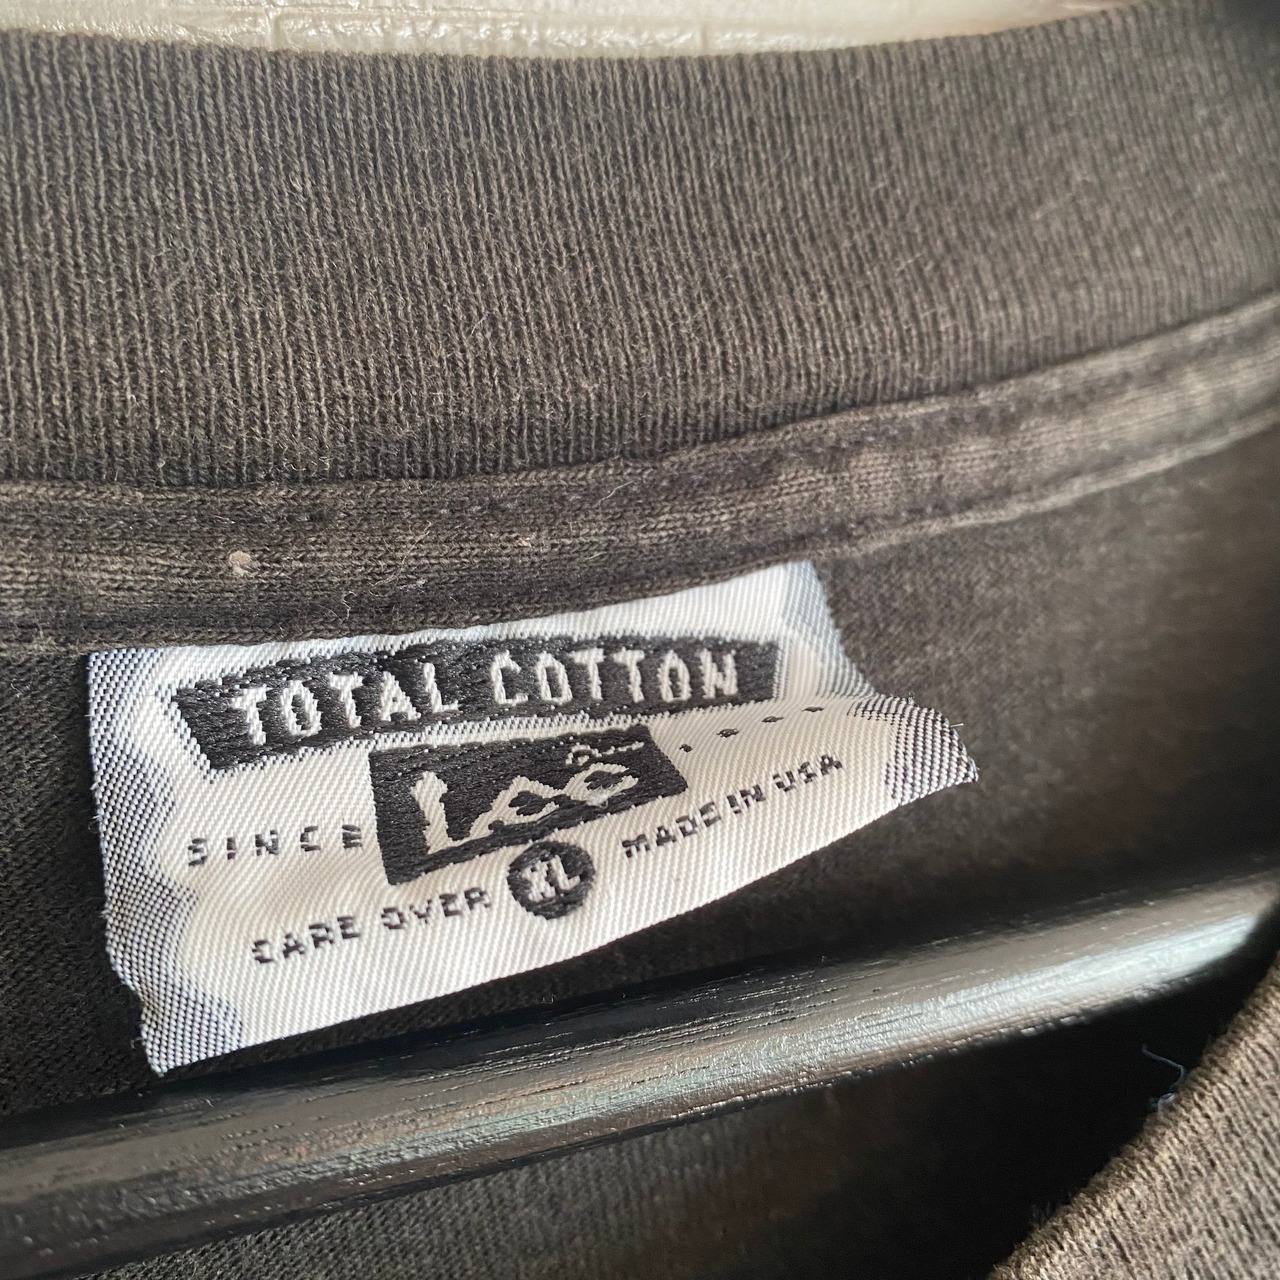 TOTAL COTTON
Lee
SINCE
CARE OVER XL MADE IN USA